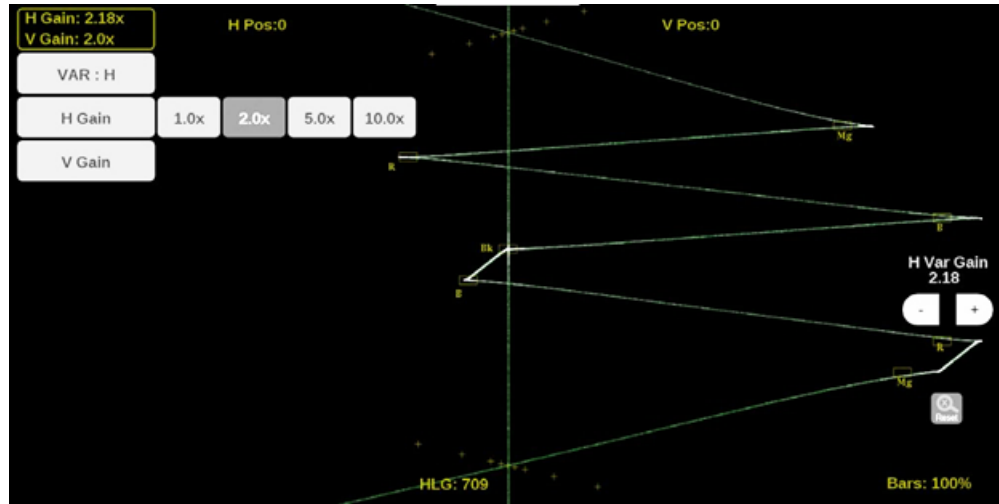 H Gain: 2.18x
V Gain: 2.0x
H Pos:0
V Pos:0
VAR : H
H Gain
1.0x
2.0x
5.0x
10.0x
V Gain
Mg
R
B
Bk
B
H Var Gain
2.18
-
+
R
Mg
Reset
HLG: 709
Bars: 100%